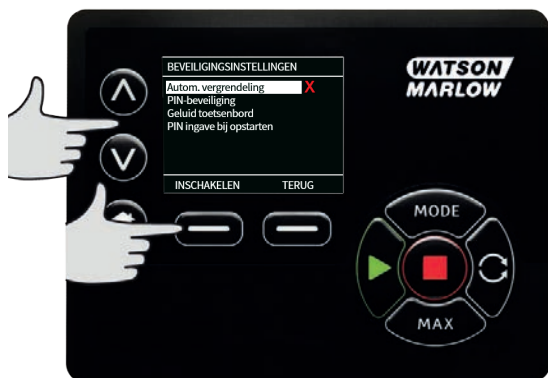 BEVEILIGINGSINSTELLINGEN
Autom. vergrendeling X
PIN-beveiliging
Geluid toetsenbord
PIN ingave bij opstarten
INSCHAKELEN TERUG
WATSON
MARLOW
MODE
MAX